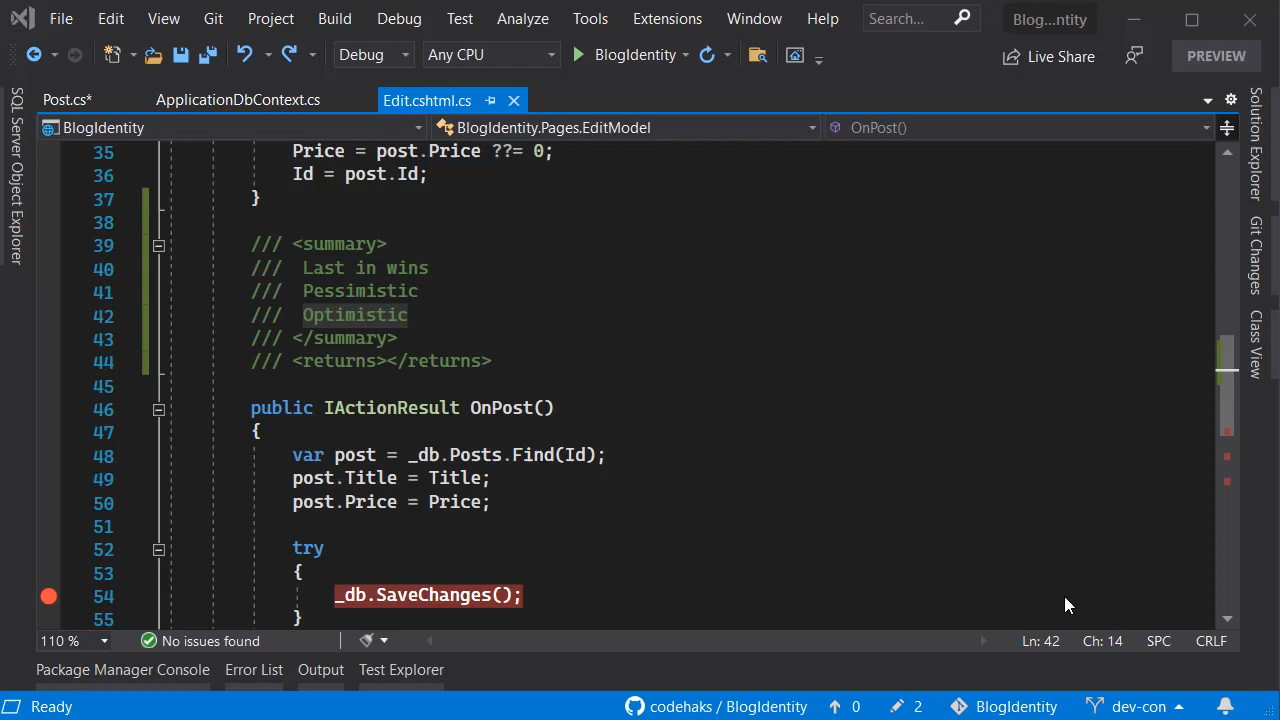 File Edit View Git Project Build Debug Test Analyze Tools Extensions Window Help Search... Blog...ntity
Debug Any CPU BlogIdentity Live Share PREVIEW
SQL Server Object Explorer
Post.cs* ApplicationDbContext.cs Edit.cshtml.cs
BlogIdentity BlogIdentity.Pages.EditModel OnPost()
35 Price = post.Price ??= 0;
36 Id = post.Id;
37 }
38
39 /// <summary>
40 /// Last in wins
41 /// Pessimistic
42 /// Optimistic
43 /// </summary>
44 /// <returns></returns>
45
46 public IActionResult OnPost()
47 {
48 var post = _db.Posts.Find(Id);
49 post.Title = Title;
50 post.Price = Price;
51
52 try
53 {
54 _db.SaveChanges();
55 }
Solution Explorer
Git Changes
Class View
110 % No issues found Ln: 42 Ch: 14 SPC CRLF
Package Manager Console Error List Output Test Explorer
Ready codehaks / BlogIdentity 0 2 BlogIdentity dev-con